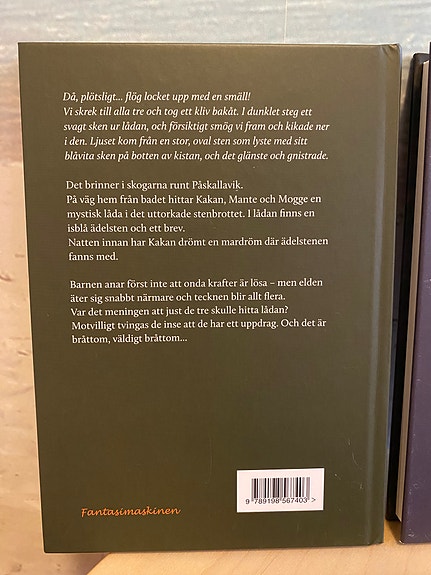 Då, plötsligt... flög locket upp med en smäll!
Vi skrek till alla tre och tog ett kliv bakåt. I dunklet steg ett
svagt sken ur lådan, och försiktigt smög vi fram och kikade ner
i den. Ljuset kom från en stor, oval sten som lyste med sitt
blåvita sken på botten av kistan, och det glänste och gnistrade.
Det brinner i skogarna runt Påskallavik.
På väg hem från badet hittar Kakan, Mante och Mogge en
mystisk låda i det uttorkade stenbrottet. I lådan finns en
isblå ädelsten och ett brev.
Natten innan har Kakan drömt en mardröm där ädelstenen
fanns med.
Barnen anar först inte att onda krafter är lösa – men elden
äter sig snabbt närmare och tecknen blir allt flera.
Var det meningen att just de tre skulle hitta lådan?
Motvilligt tvingas de inse att de har ett uppdrag. Och det är
bråttom, väldigt bråttom...
9 789198 567403 >
Fantasimaskinen